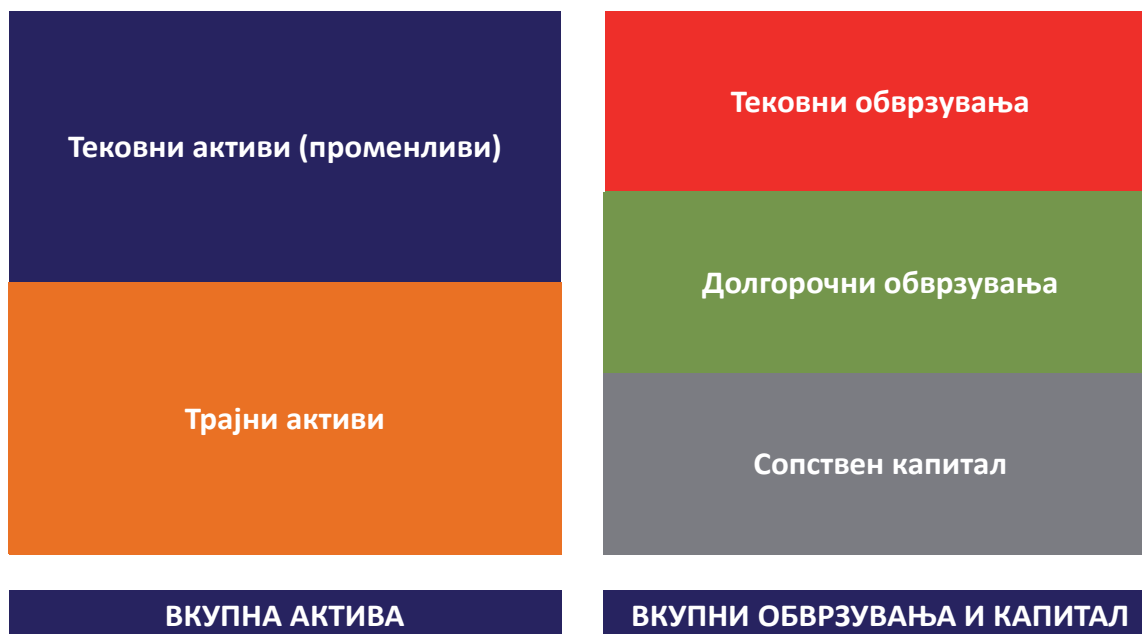 Тековни активи (променливи)
Трајни активи
ВКУПНА АКТИВА
Тековни обврзувања
Долгорочни обврзувања
Сопствен капитал
ВКУПНИ ОБВРЗУВАЊА И КАПИТАЛ